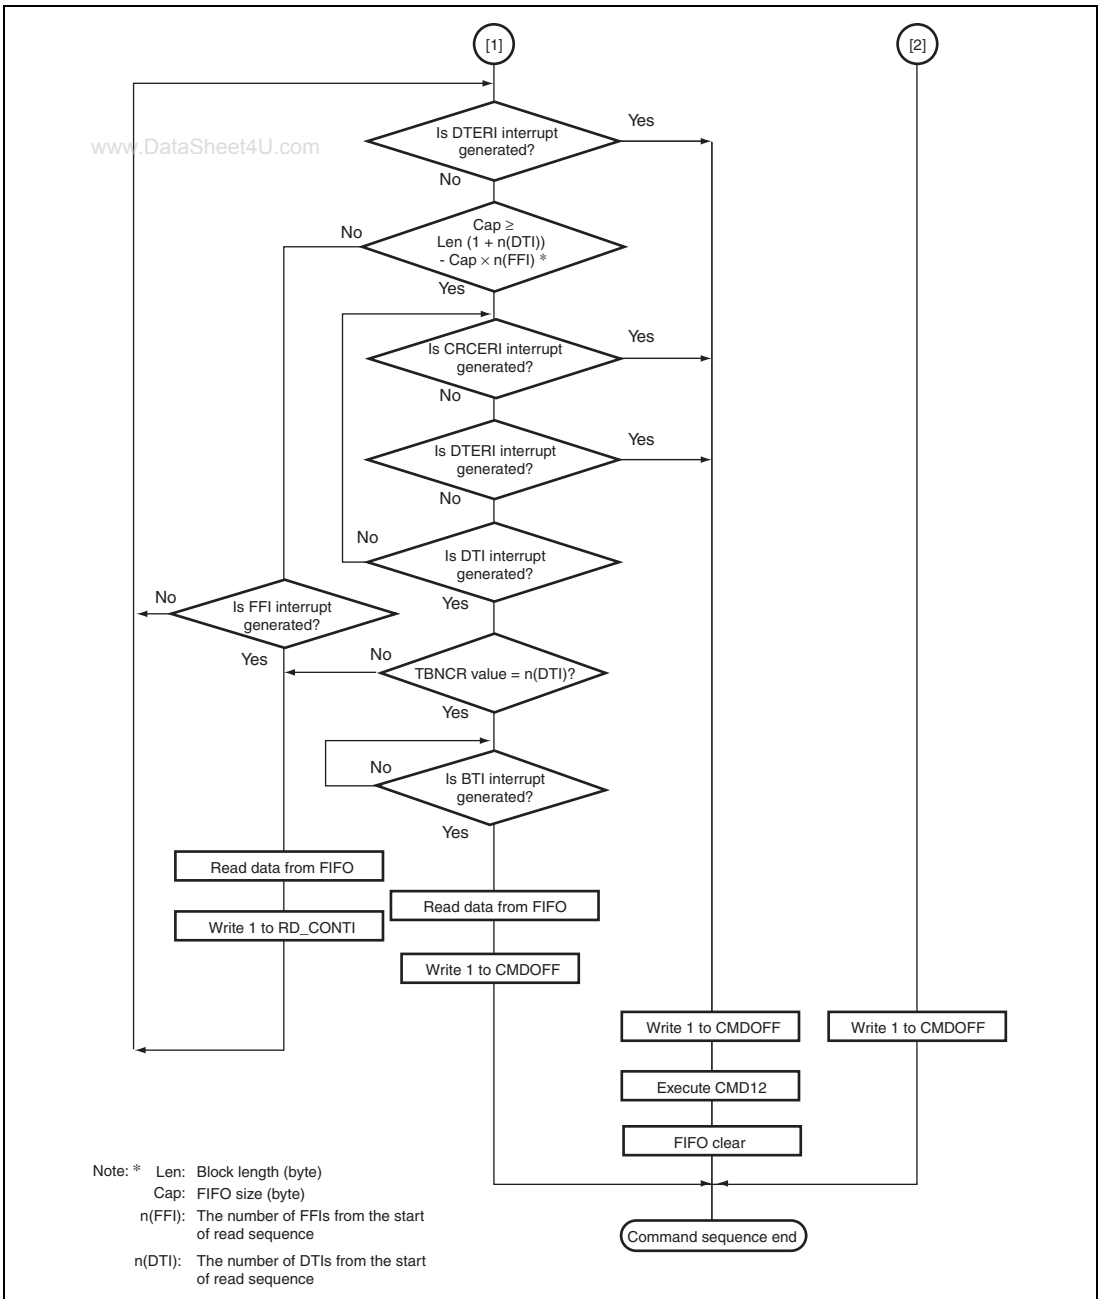 [1]
[2]
www.DataSheet4U.com
Is DTERI interrupt
generated?
Yes
No
Cap ≥
Len (1 + n(DTI))
- Cap × n(FFI) *
No
Yes
Is CRCERI interrupt
generated?
Yes
No
Is DTERI interrupt
generated?
Yes
No
Is DTI interrupt
generated?
No
Yes
Is FFI interrupt
generated?
No
Yes
TBNCR value = n(DTI)?
No
Yes
Is BTI interrupt
generated?
No
Yes
Read data from FIFO
Write 1 to RD_CONTI
Read data from FIFO
Write 1 to CMDOFF
Write 1 to CMDOFF
Execute CMD12
FIFO clear
Write 1 to CMDOFF
Command sequence end
Note: * Len: Block length (byte)
Cap: FIFO size (byte)
n(FFI): The number of FFIs from the start
of read sequence
n(DTI): The number of DTIs from the start
of read sequence